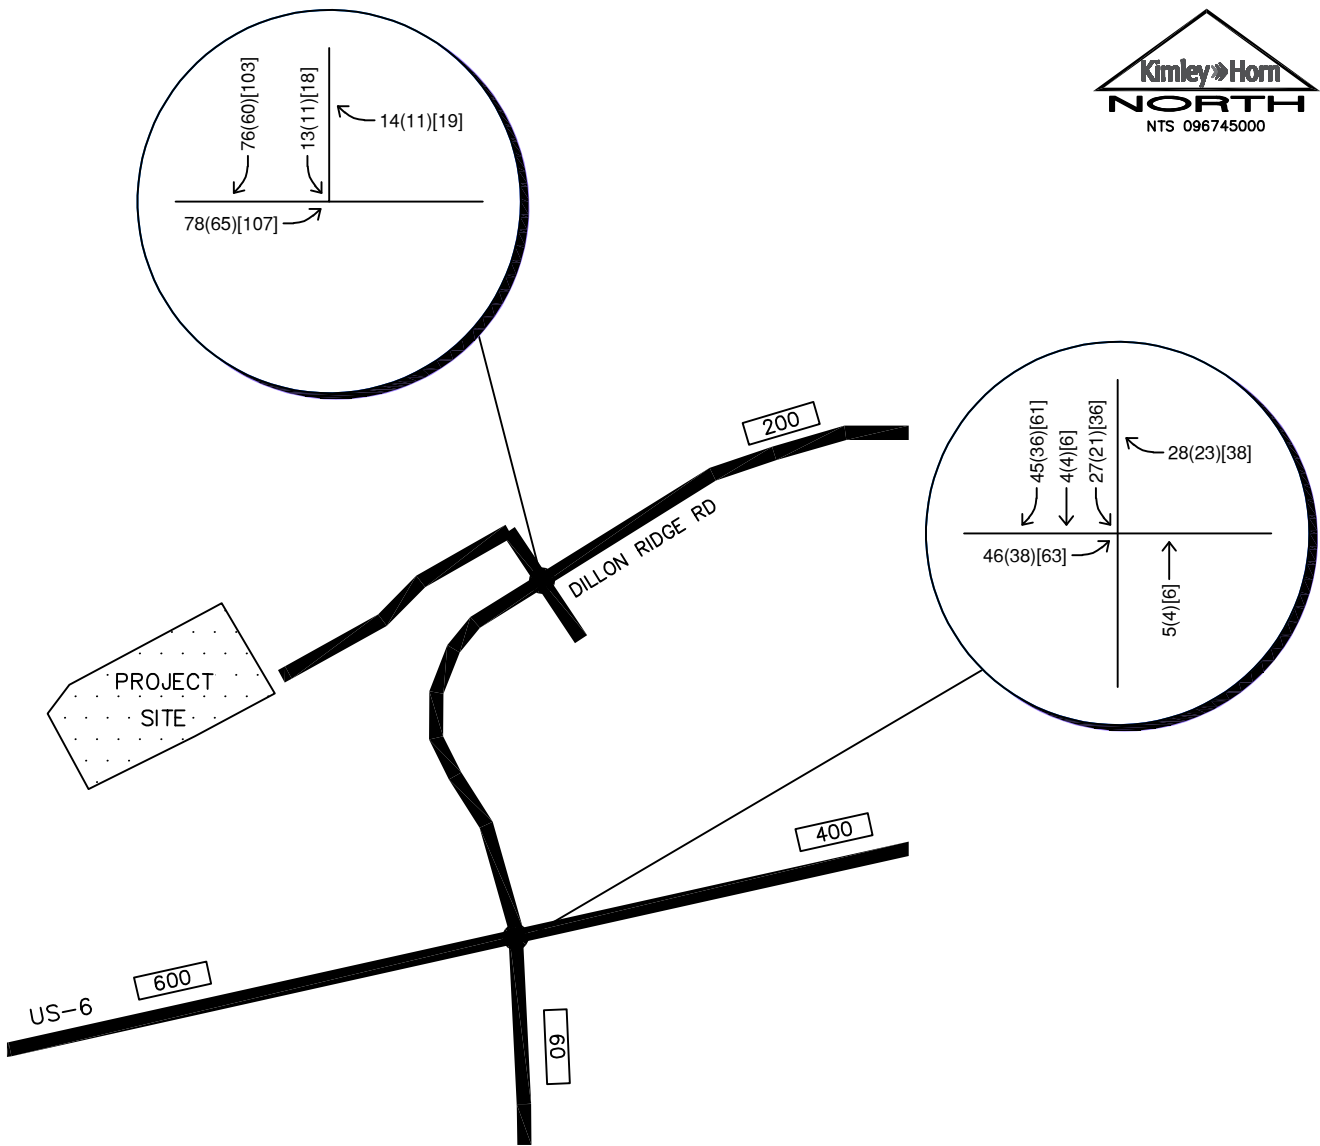 Kimley»Horn
NORTH
NTS 096745000
76(60)[103]
13(11)[18]
14(11)[19]
78(65)[107]
45(36)[61]
4(4)[6]
27(21)[36]
28(23)[38]
46(38)[63]
5(4)[6]
200
DILLON RIDGE RD
PROJECT
SITE
400
600
US-6
60